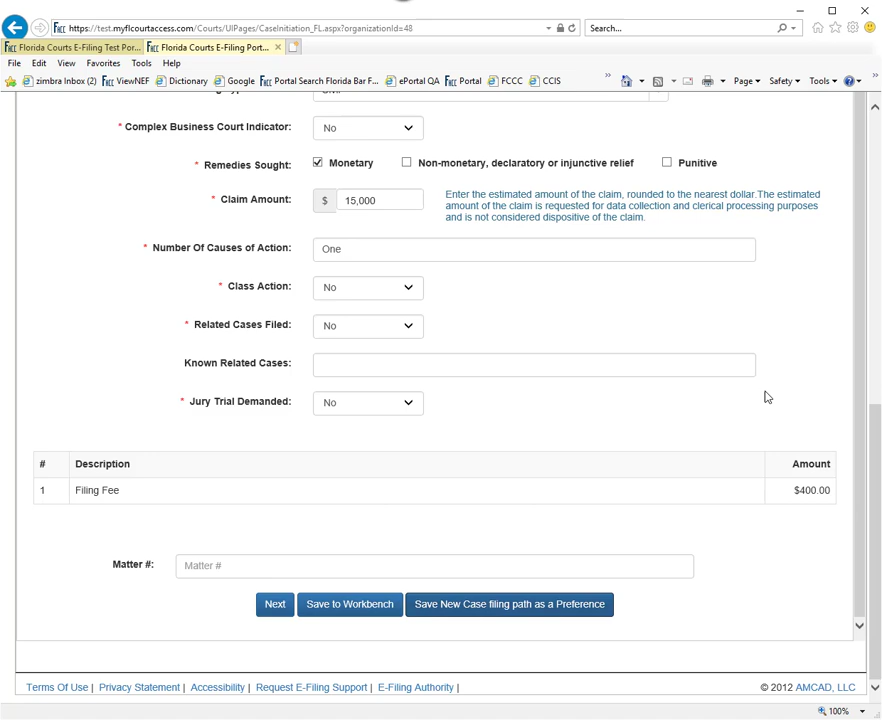 https://test.myflcourtaccess.com/Courts/UIPages/CaseInitiation_FL.aspx?organizationId=48
Search...
Florida Courts E-Filing Test Por...
Florida Courts E-Filing Port...
File Edit View Favorites Tools Help
zimbra Inbox (2) ViewNEF Dictionary Google Portal Search Florida Bar F... ePortal QA Portal FCCC CCIS
Page Safety Tools
* Complex Business Court Indicator: No
* Remedies Sought: Monetary Non-monetary, declaratory or injunctive relief Punitive
* Claim Amount: $ 15,000
Enter the estimated amount of the claim, rounded to the nearest dollar.The estimated
amount of the claim is requested for data collection and clerical processing purposes
and is not considered dispositive of the claim.
* Number Of Causes of Action: One
* Class Action: No
* Related Cases Filed: No
Known Related Cases:
* Jury Trial Demanded: No
# Description Amount
1 Filing Fee $400.00
Matter #: Matter #
Next Save to Workbench Save New Case filing path as a Preference
Terms Of Use | Privacy Statement | Accessibility | Request E-Filing Support | E-Filing Authority |
© 2012 AMCAD, LLC
100%